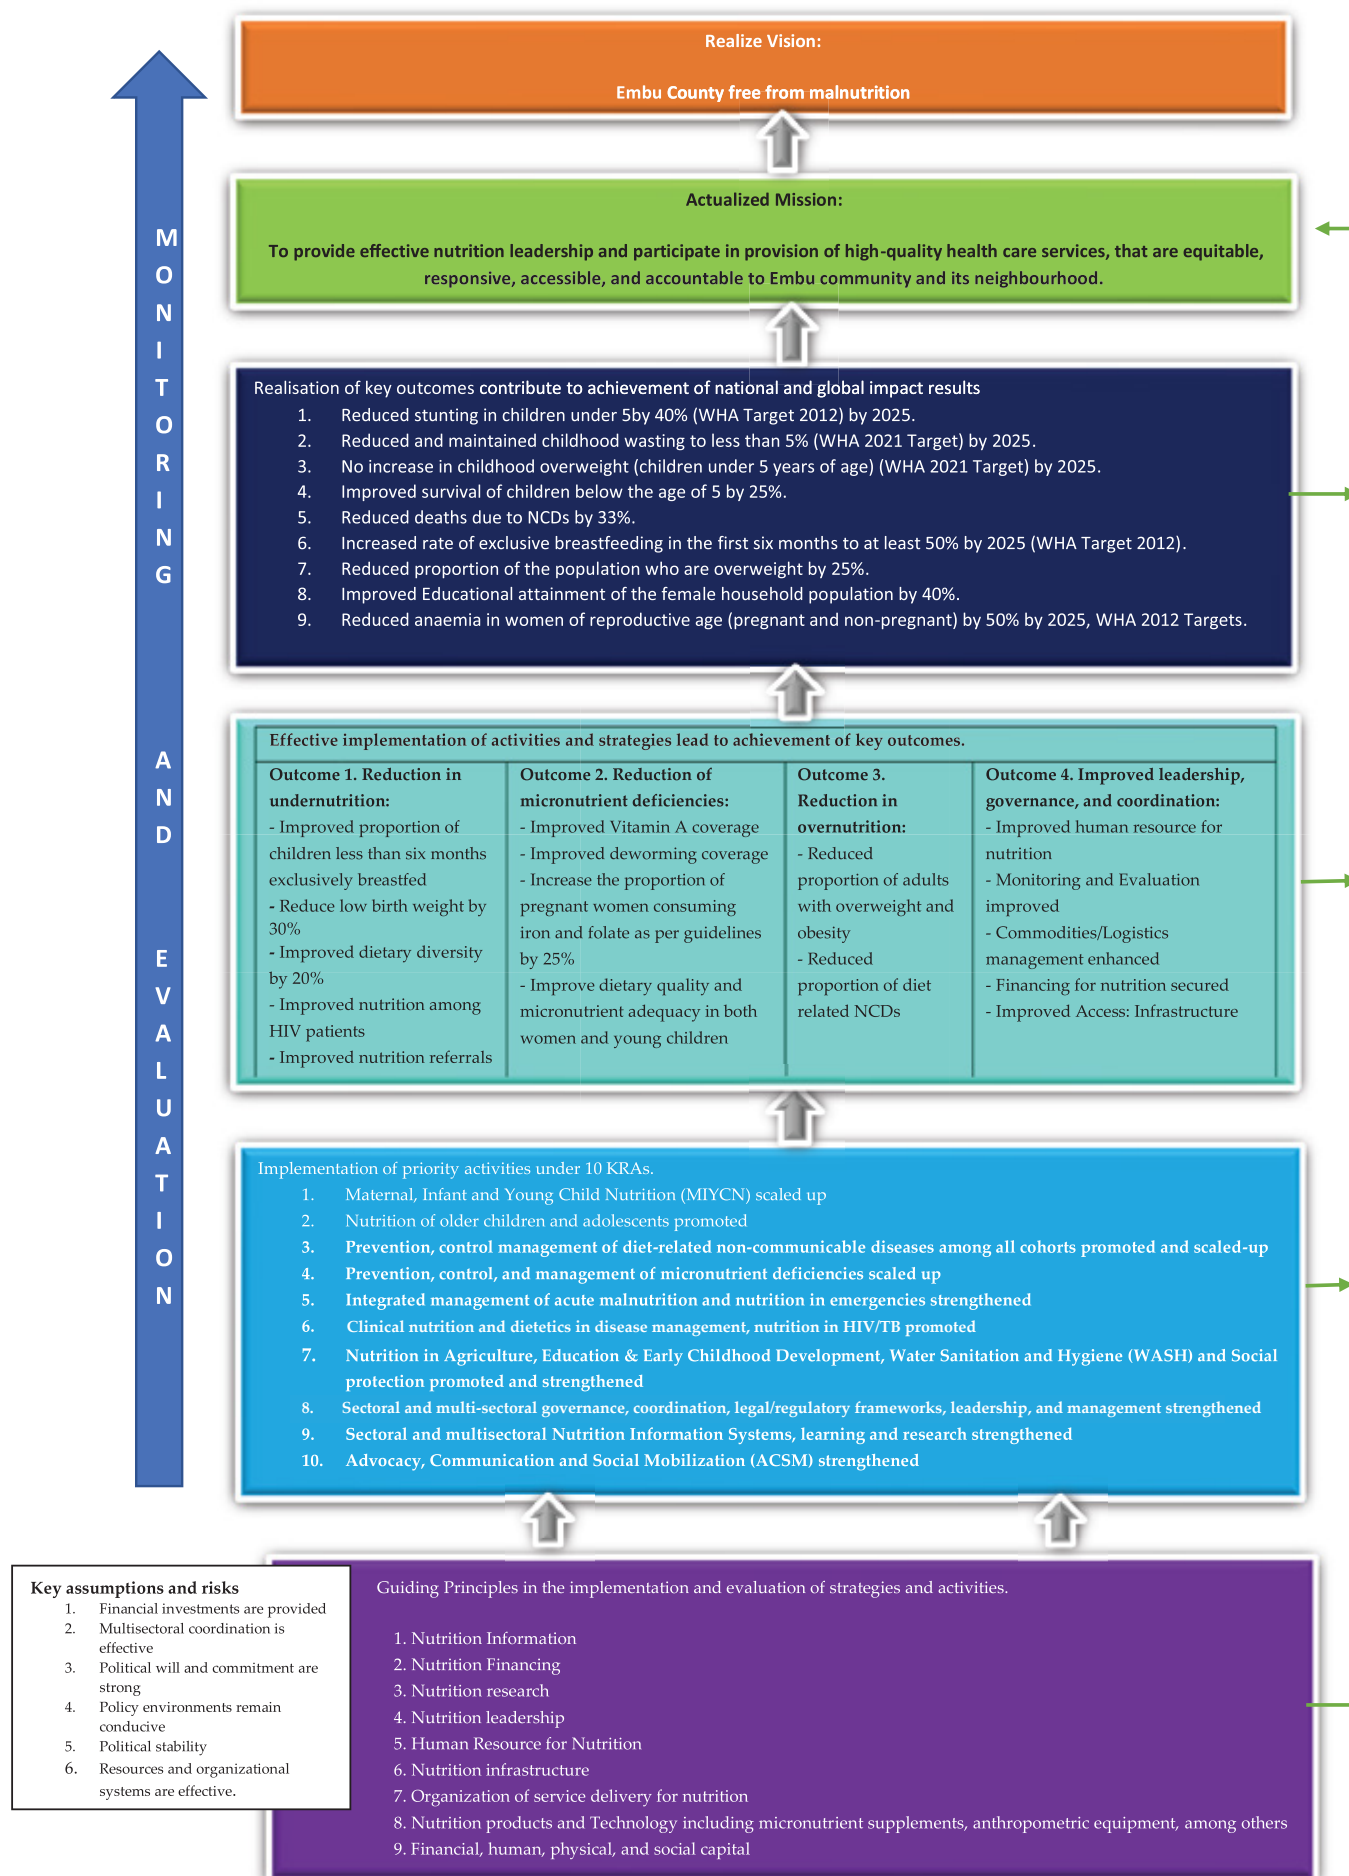 Realize Vision:
Embu County free from malnutrition
Actualized Mission:
To provide effective nutrition leadership and participate in provision of high-quality health care services, that are equitable,
responsive, accessible, and accountable to Embu community and its neighbourhood.
MONITORING AND EVALUATION
Realisation of key outcomes contribute to achievement of national and global impact results
1. Reduced stunting in children under 5by 40% (WHA Target 2012) by 2025.
2. Reduced and maintained childhood wasting to less than 5% (WHA 2021 Target) by 2025.
3. No increase in childhood overweight (children under 5 years of age) (WHA 2021 Target) by 2025.
4. Improved survival of children below the age of 5 by 25%.
5. Reduced deaths due to NCDs by 33%.
6. Increased rate of exclusive breastfeeding in the first six months to at least 50% by 2025 (WHA Target 2012).
7. Reduced proportion of the population who are overweight by 25%.
8. Improved Educational attainment of the female household population by 40%.
9. Reduced anaemia in women of reproductive age (pregnant and non-pregnant) by 50% by 2025, WHA 2012 Targets.
Effective implementation of activities and strategies lead to achievement of key outcomes.
Outcome 1. Reduction in
undernutrition:
- Improved proportion of
children less than six months
exclusively breastfed
- Reduce low birth weight by
30%
- Improved dietary diversity
by 20%
- Improved nutrition among
HIV patients
- Improved nutrition referrals
Outcome 2. Reduction of
micronutrient deficiencies:
- Improved Vitamin A coverage
- Improved deworming coverage
- Increase the proportion of
pregnant women consuming
iron and folate as per guidelines
by 25%
- Improve dietary quality and
micronutrient adequacy in both
women and young children
Outcome 3.
Reduction in
overnutrition:
- Reduced
proportion of adults
with overweight and
obesity
- Reduced
proportion of diet
related NCDs
Outcome 4. Improved leadership,
governance, and coordination:
- Improved human resource for
nutrition
- Monitoring and Evaluation
improved
- Commodities/Logistics
management enhanced
- Financing for nutrition secured
- Improved Access: Infrastructure
Implementation of priority activities under 10 KRAs.
1. Maternal, Infant and Young Child Nutrition (MIYCN) scaled up
2. Nutrition of older children and adolescents promoted
3. Prevention, control management of diet-related non-communicable diseases among all cohorts promoted and scaled-up
4. Prevention, control, and management of micronutrient deficiencies scaled up
5. Integrated management of acute malnutrition and nutrition in emergencies strengthened
6. Clinical nutrition and dietetics in disease management, nutrition in HIV/TB promoted
7. Nutrition in Agriculture, Education & Early Childhood Development, Water Sanitation and Hygiene (WASH) and Social
protection promoted and strengthened
8. Sectoral and multi-sectoral governance, coordination, legal/regulatory frameworks, leadership, and management strengthened
9. Sectoral and multisectoral Nutrition Information Systems, learning and research strengthened
10. Advocacy, Communication and Social Mobilization (ACSM) strengthened
Key assumptions and risks
1. Financial investments are provided
2. Multisectoral coordination is
effective
3. Political will and commitment are
strong
4. Policy environments remain
conducive
5. Political stability
6. Resources and organizational
systems are effective.
Guiding Principles in the implementation and evaluation of strategies and activities.
1. Nutrition Information
2. Nutrition Financing
3. Nutrition research
4. Nutrition leadership
5. Human Resource for Nutrition
6. Nutrition infrastructure
7. Organization of service delivery for nutrition
8. Nutrition products and Technology including micronutrient supplements, anthropometric equipment, among others
9. Financial, human, physical, and social capital